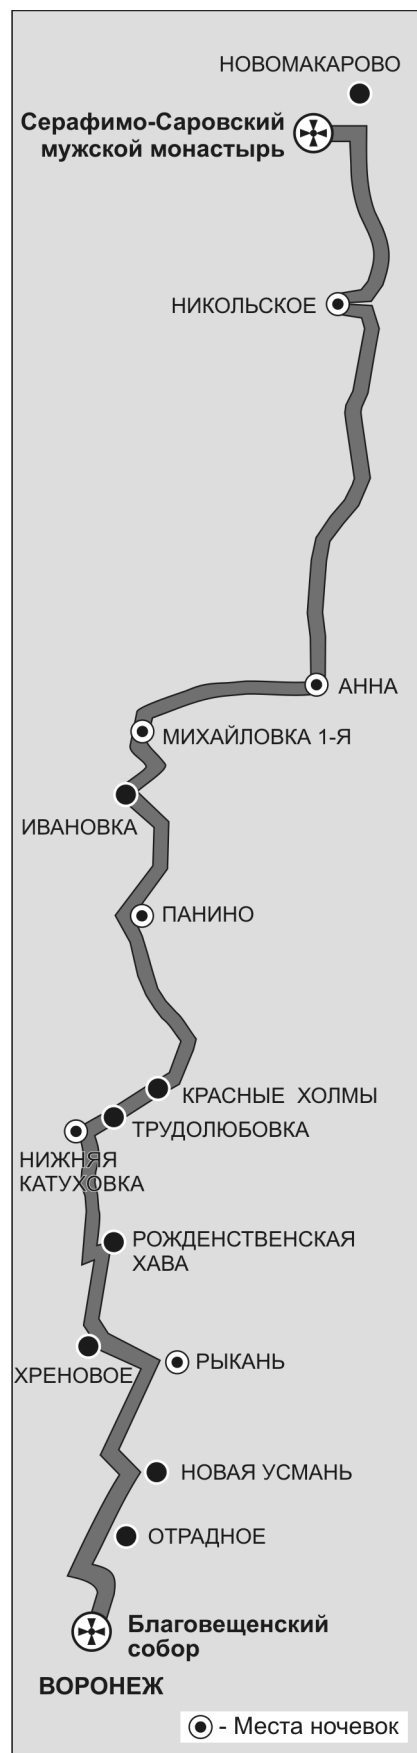 НОВОМАКАРОВО
Серафимо-Саровский
мужской монастырь
НИКОЛЬСКОЕ
АННА
МИХАЙЛОВКА 1-Я
ИВАНОВКА
ПАНИНО
КРАСНЫЕ ХОЛМЫ
ТРУДОЛЮБОВКА
НИЖНЯЯ
КАТУХОВКА
РОЖДЕНСТВЕНСКАЯ
ХАВА
ХРЕНОВОЕ
РЫКАНЬ
НОВАЯ УСМАНЬ
ОТРАДНОЕ
Благовещенский
собор
ВОРОНЕЖ
- Места ночевок